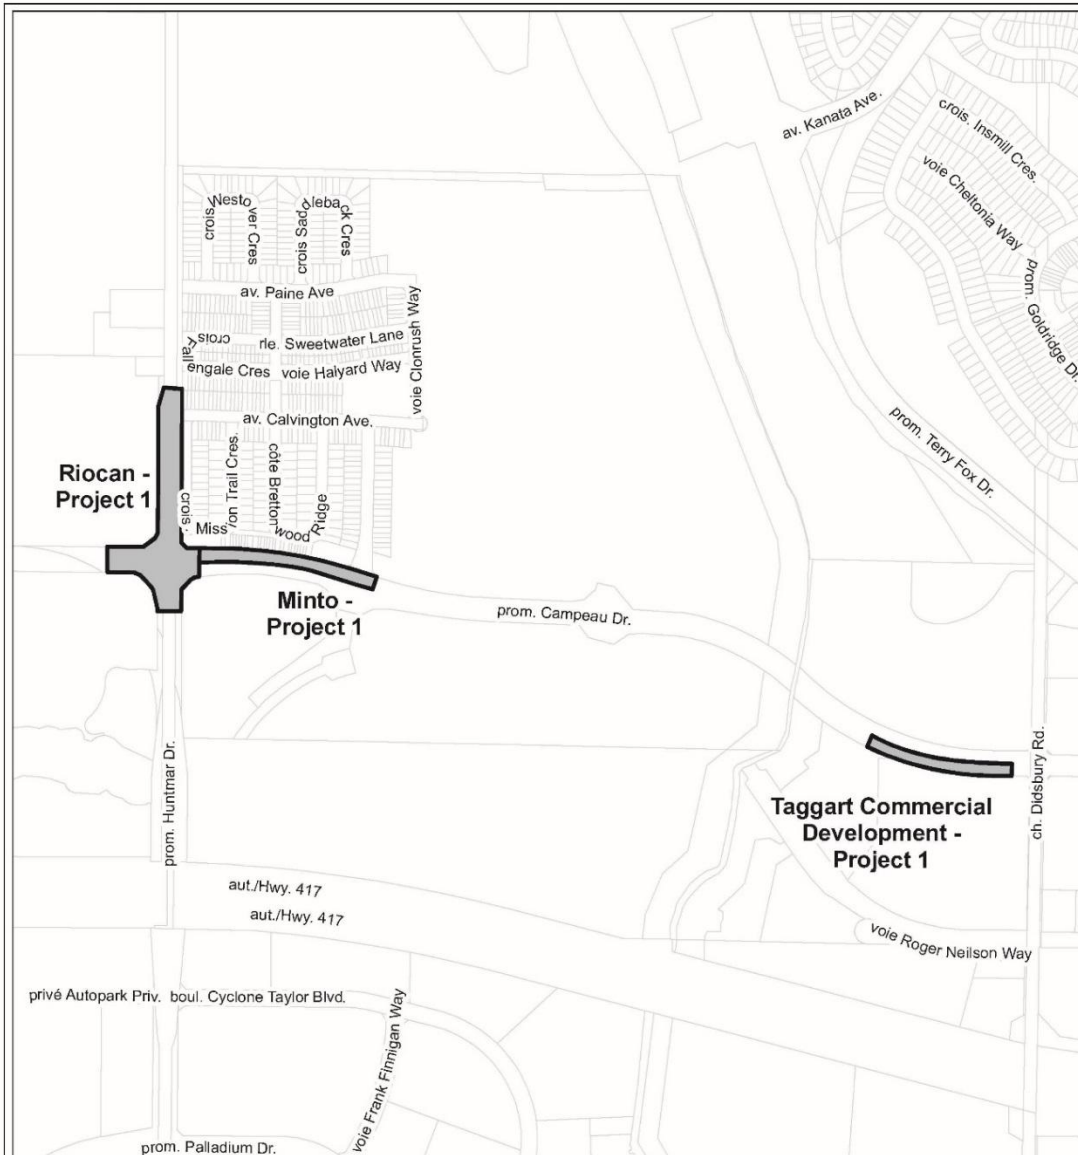 av. Kanata Ave.
crois. Insmill Cres.
voie Cheltonia Way
prom. Goldridge Dr.
crois Westover Cres
crois Saddleback Cres
av. Paine Ave
voie Clonrush Way
crois Fallengale Cres
rle. Sweetwater Lane
voie Halyard Way
av. Calvington Ave.
prom. Terry Fox Dr.
Riocan -
Project 1
crois. Mission Trail Cres.
côte Brettonwood Ridge
Minto -
Project 1
prom. Campeau Dr.
prom. Huntmar Dr.
ch. Didsbury Rd.
Taggart Commercial
Development -
Project 1
aut./Hwy. 417
aut./Hwy. 417
voie Roger Neilson Way
privé Autopark Priv.
boul. Cyclone Taylor Blvd.
voie Frank Finnigan Way
prom. Palladium Dr.